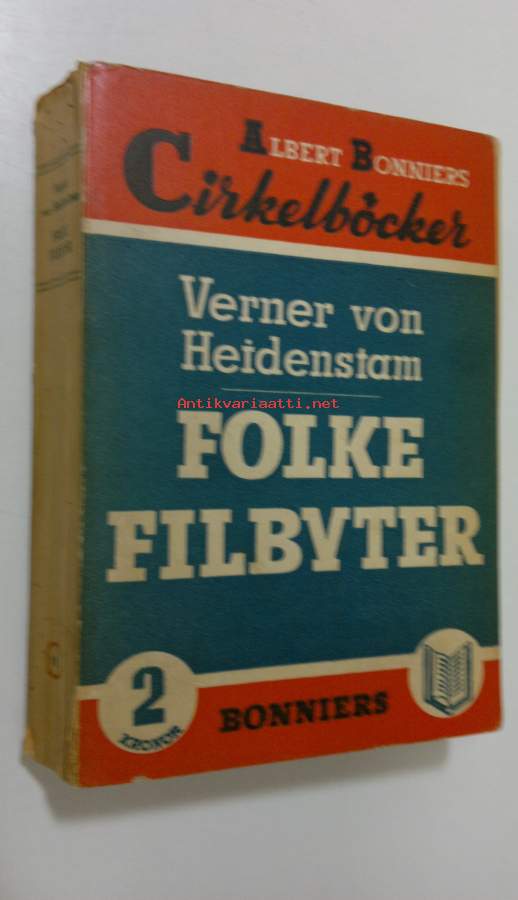 ALBERT BONNIERS
Cirkelböcker
Verner von
Heidenstam
Antikvariaatti.net
FOLKE
FILBYTER
2
KRONOR
BONNIERS